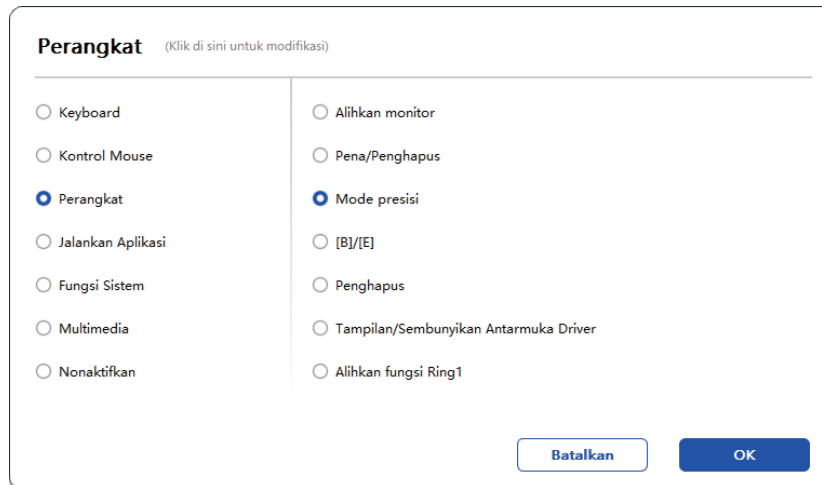 Perangkat (Klik di sini untuk modifikasi)
Keyboard
Kontrol Mouse
Perangkat
Jalankan Aplikasi
Fungsi Sistem
Multimedia
Nonaktifkan
Alihkan monitor
Pena/Penghapus
Mode presisi
[B]/[E]
Penghapus
Tampilan/Sembunyikan Antarmuka Driver
Alihkan fungsi Ring1
Batalkan
OK